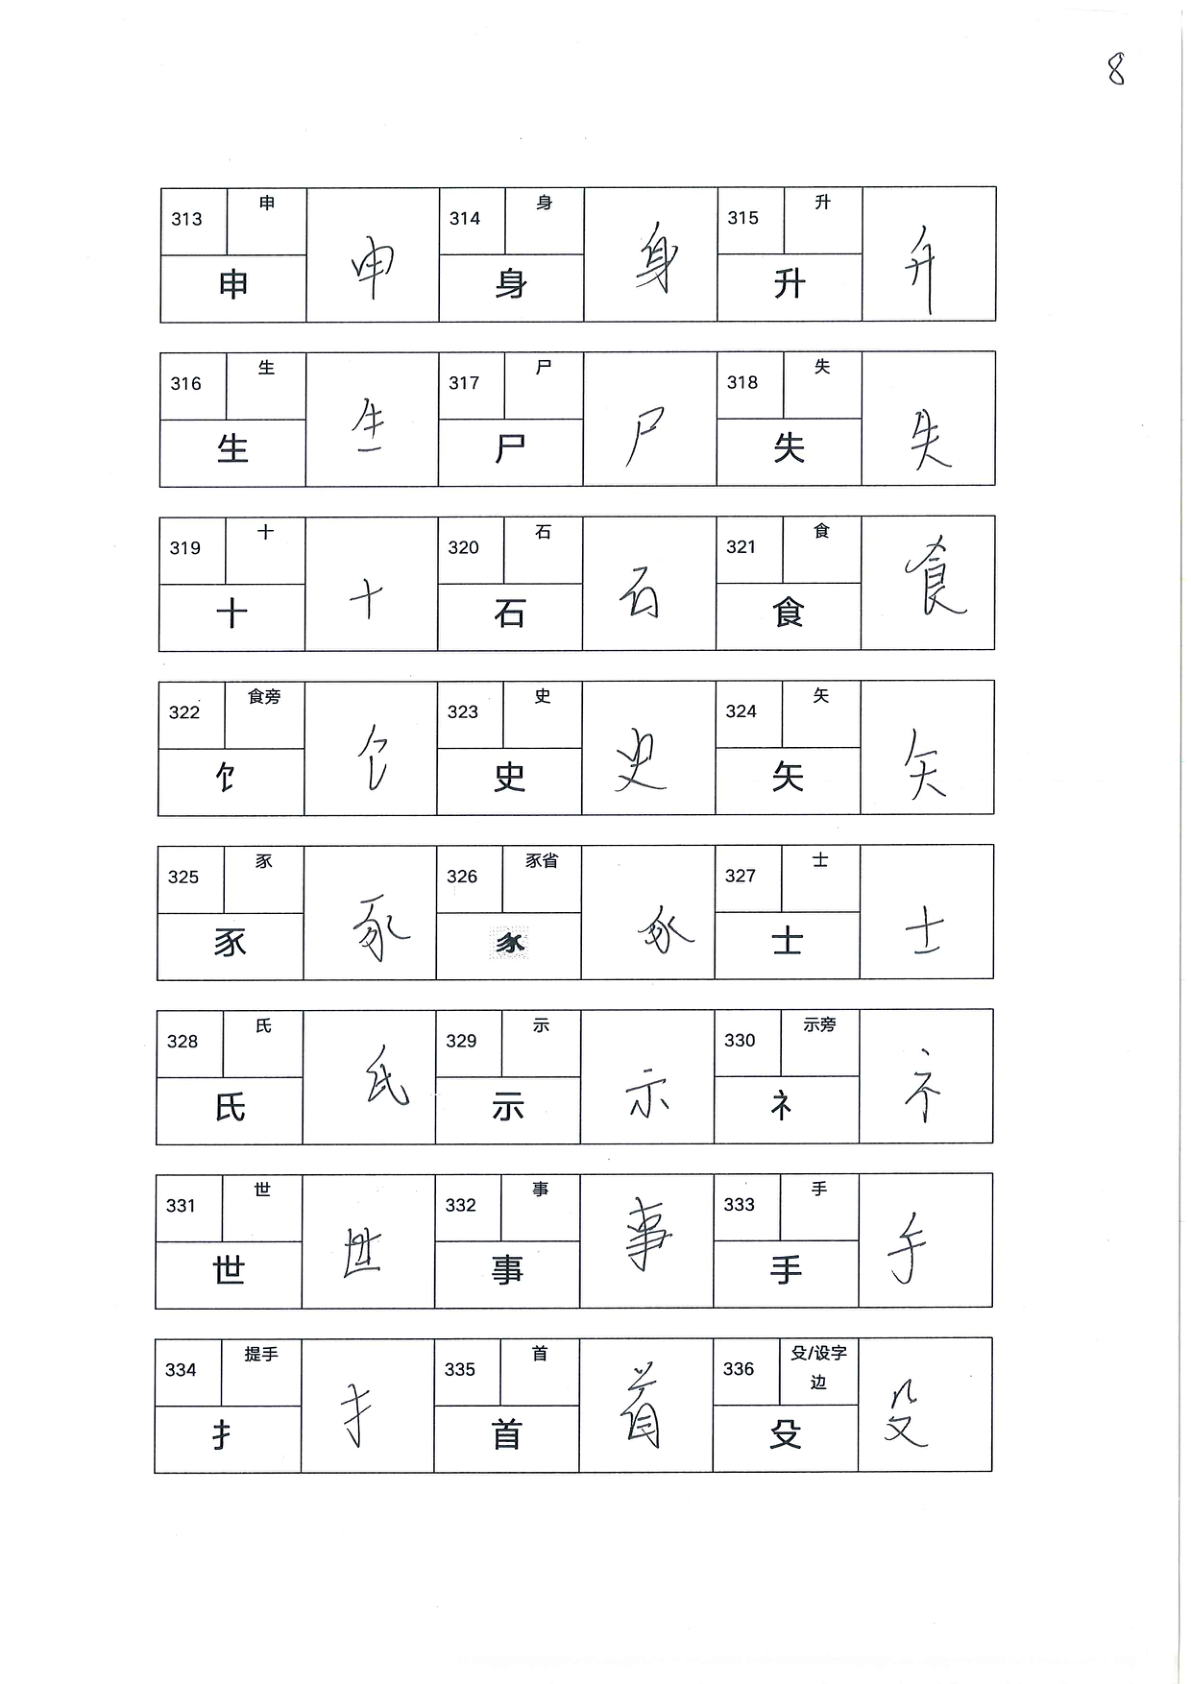 8
313 申 申 申 314 身 身 身 315 升 升 升
316 生 生 生 317 尸 尸 尸 318 失 失 失
319 十 十 十 320 石 石 石 321 食 食 食
322 食旁 饣 饣 323 史 史 史 324 矢 矢 矢
325 豕 豕 豕 326 豕省 327 士 士 士
328 氏 氏 氏 329 示 示 示 330 示旁 礻 礻
331 世 世 世 332 事 事 事 333 手 手 手
334 提手 扌 扌 335 首 首 首 336 殳/设字边 殳 殳